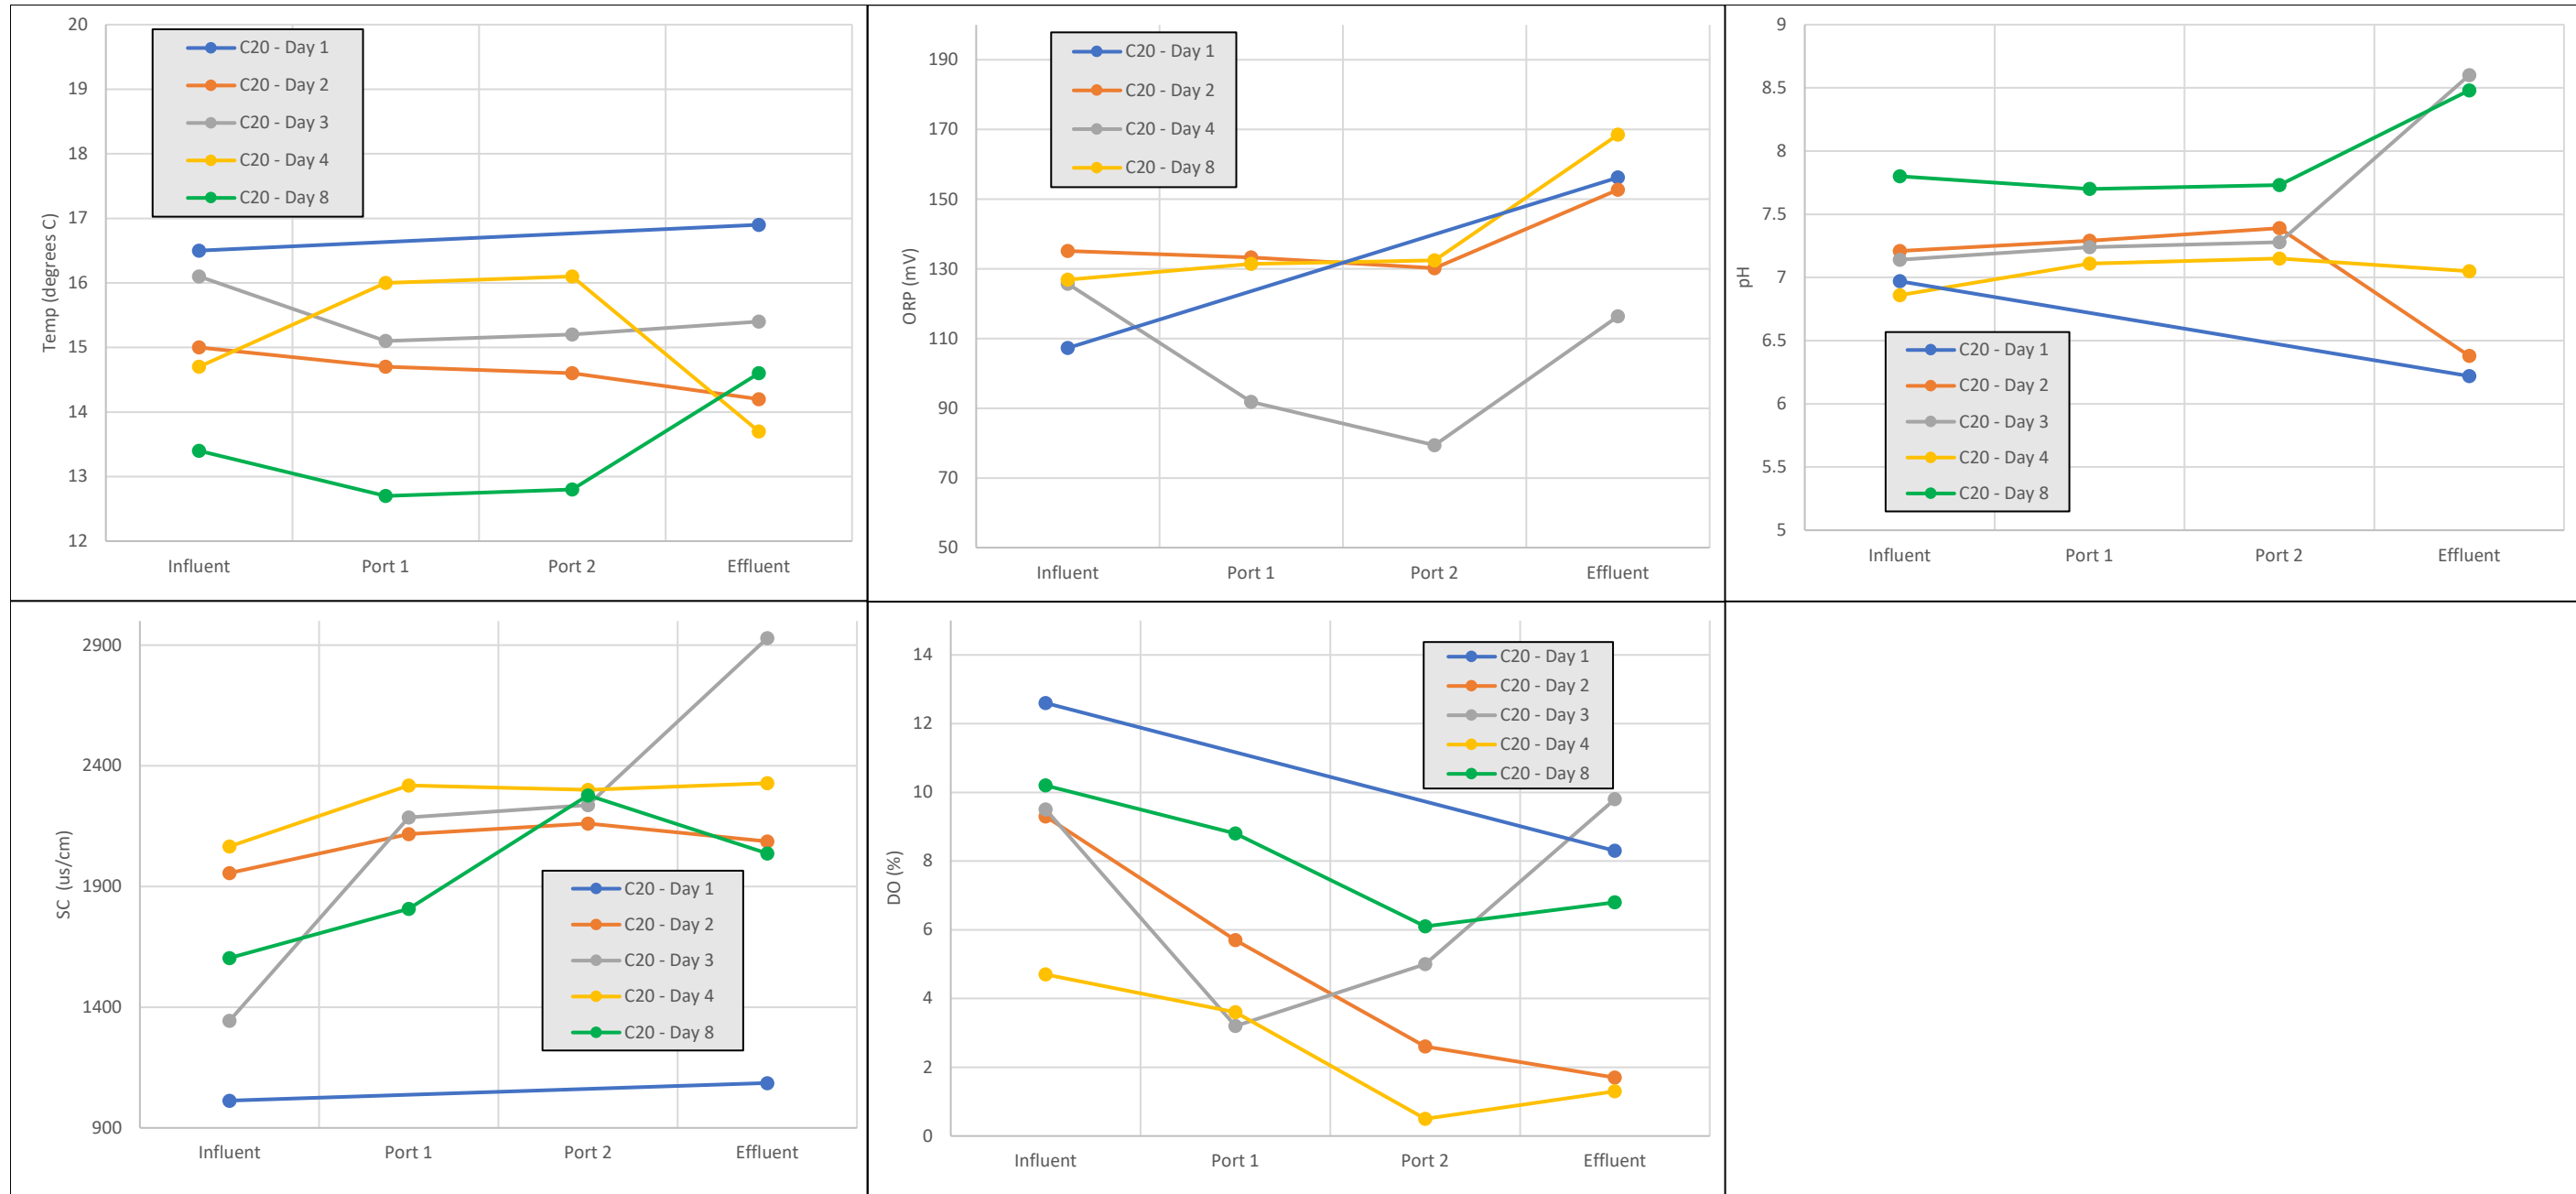 Temp (degrees C)
20
19
18
17
16
15
14
13
12
C20 - Day 1
C20 - Day 2
C20 - Day 3
C20 - Day 4
C20 - Day 8
Influent Port 1 Port 2 Effluent
ORP (mV)
190
170
150
130
110
90
70
50
C20 - Day 1
C20 - Day 2
C20 - Day 4
C20 - Day 8
Influent Port 1 Port 2 Effluent
pH
9
8.5
8
7.5
7
6.5
6
5.5
5
C20 - Day 1
C20 - Day 2
C20 - Day 3
C20 - Day 4
C20 - Day 8
Influent Port 1 Port 2 Effluent
SC (us/cm)
2900
2400
1900
1400
900
C20 - Day 1
C20 - Day 2
C20 - Day 3
C20 - Day 4
C20 - Day 8
Influent Port 1 Port 2 Effluent
DO (%)
14
12
10
8
6
4
2
0
C20 - Day 1
C20 - Day 2
C20 - Day 3
C20 - Day 4
C20 - Day 8
Influent Port 1 Port 2 Effluent